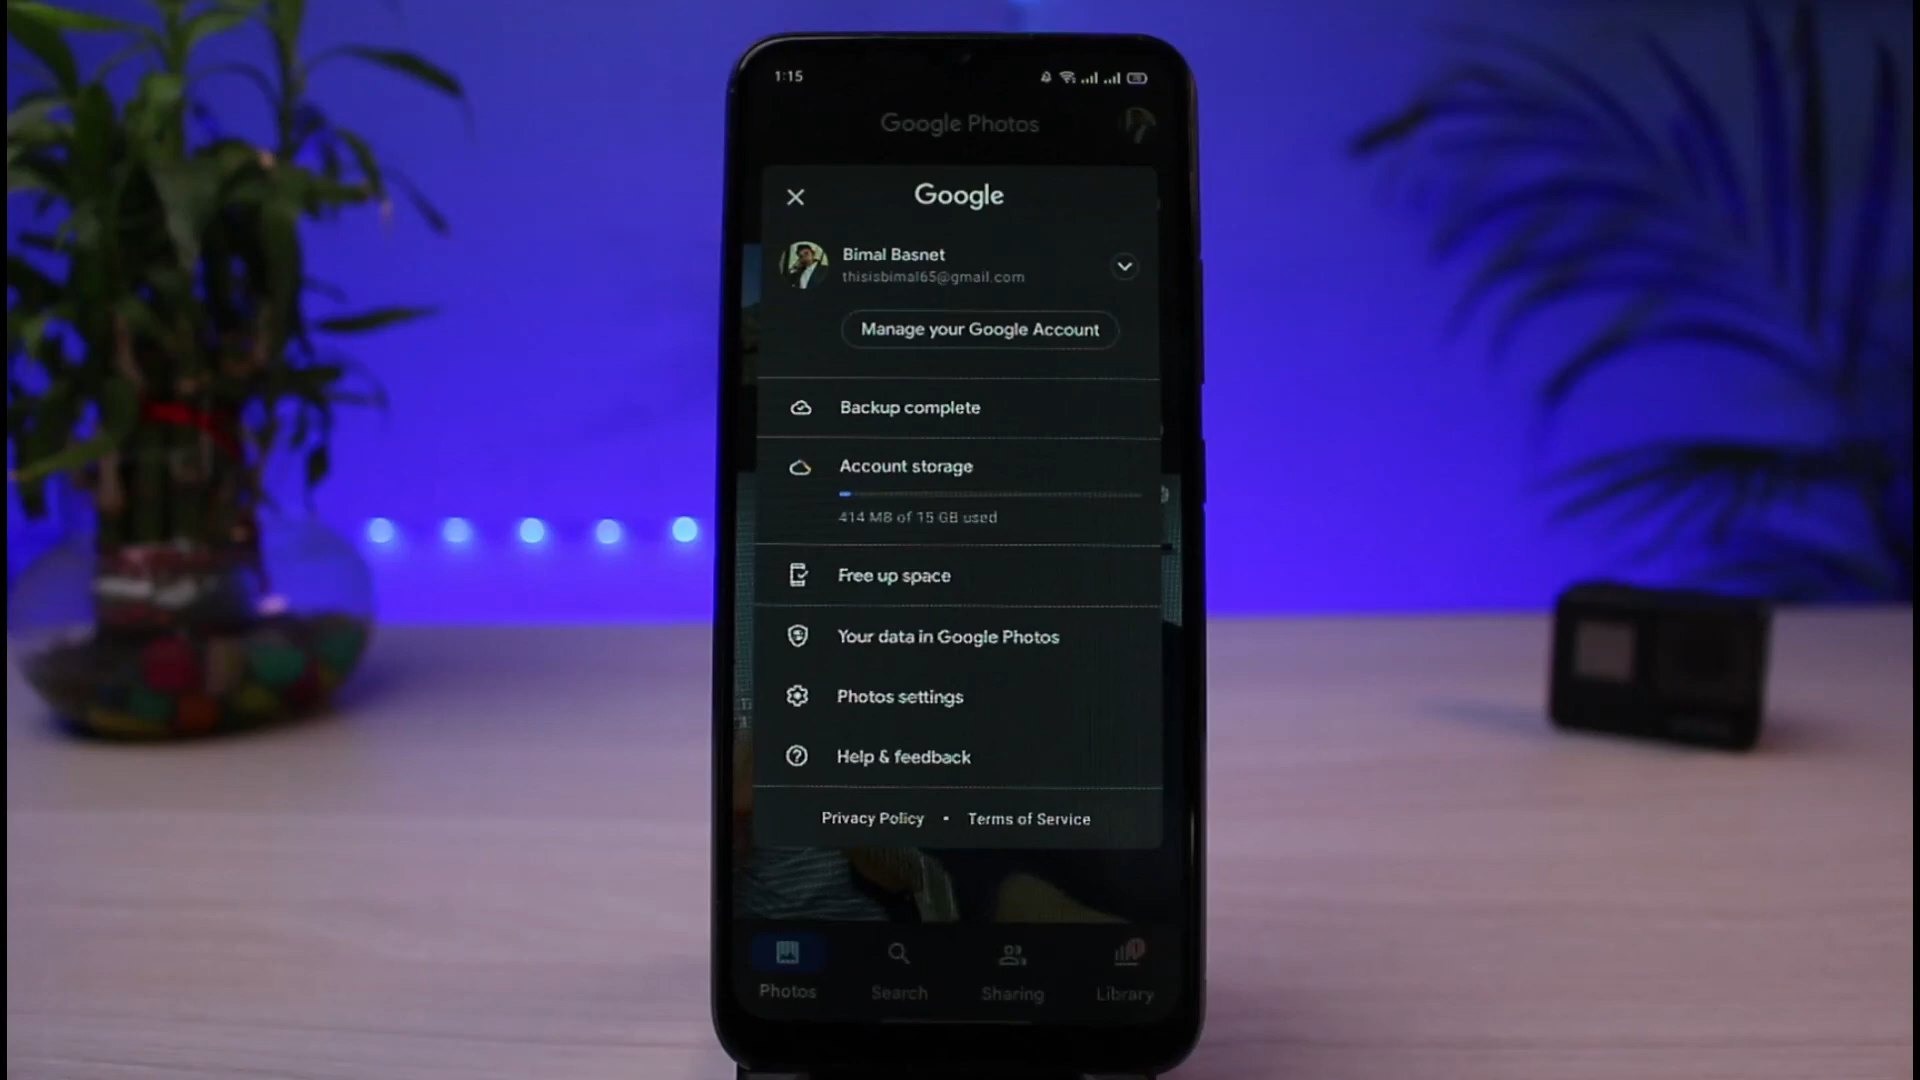 1:15
Google Photos
Google
Bimal Basnet
thisisbimal65@gmail.com
Manage your Google Account
Backup complete
Account storage
414 MB of 15 GB used
Free up space
Your data in Google Photos
Photos settings
Help & feedback
Privacy Policy • Terms of Service
Photos Search Sharing Library